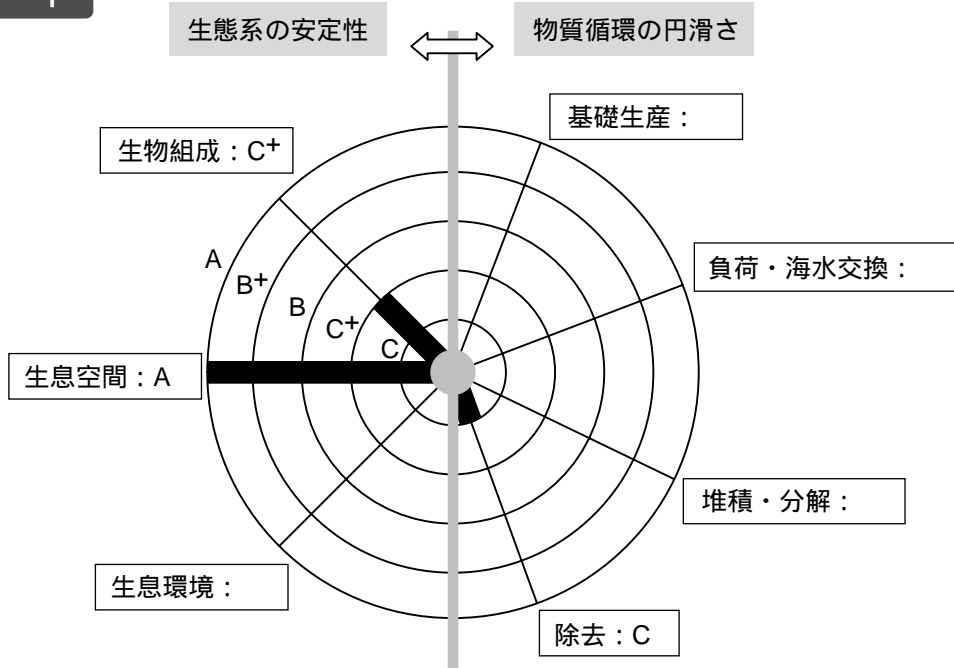 生態系の安定性
物質循環の円滑さ
基礎生産：
生物組成：C+
負荷・海水交換：
A
B+
B
C+
C
生息空間：A
堆積・分解：
生息環境：
除去：C